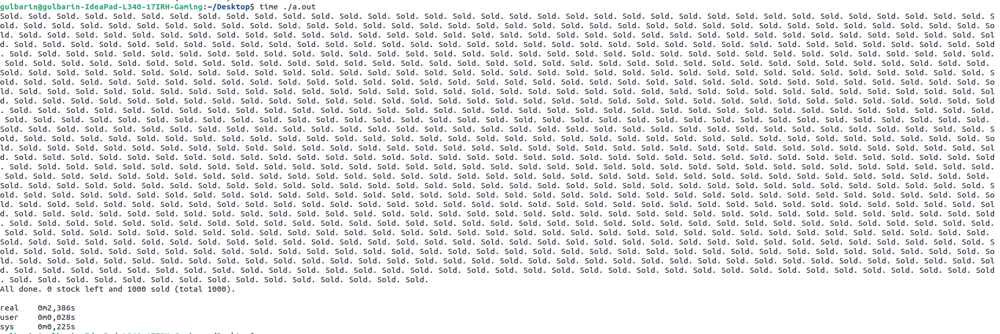 gulbarin@gulbarin-IdeaPad-L340-17IRH-Gaming:~/Desktop$ time ./a.out
Sold. Sold. Sold. Sold. Sold. Sold. Sold. Sold. Sold. Sold. Sold. Sold. Sold. Sold. Sold. Sold. Sold. Sold. Sold. Sold. Sold. Sold. Sold. Sold. Sold. Sold. Sold. Sold. Sold. Sold. Sold. Sold. Sold. Sold. Sold. S
old. Sold. Sold. Sold. Sold. Sold. Sold. Sold. Sold. Sold. Sold. Sold. Sold. Sold. Sold. Sold. Sold. Sold. Sold. Sold. Sold. Sold. Sold. Sold. Sold. Sold. Sold. Sold. Sold. Sold. Sold. Sold. Sold. Sold. Sold. So
ld. Sold. Sold. Sold. Sold. Sold. Sold. Sold. Sold. Sold. Sold. Sold. Sold. Sold. Sold. Sold. Sold. Sold. Sold. Sold. Sold. Sold. Sold. Sold. Sold. Sold. Sold. Sold. Sold. Sold. Sold. Sold. Sold. Sold. Sold. Sol
d. Sold. Sold. Sold. Sold. Sold. Sold. Sold. Sold. Sold. Sold. Sold. Sold. Sold. Sold. Sold. Sold. Sold. Sold. Sold. Sold. Sold. Sold. Sold. Sold. Sold. Sold. Sold. Sold. Sold. Sold. Sold. Sold. Sold. Sold. Sold
. Sold. Sold. Sold. Sold. Sold. Sold. Sold. Sold. Sold. Sold. Sold. Sold. Sold. Sold. Sold. Sold. Sold. Sold. Sold. Sold. Sold. Sold. Sold. Sold. Sold. Sold. Sold. Sold. Sold. Sold. Sold. Sold. Sold. Sold. Sold.
 Sold. Sold. Sold. Sold. Sold. Sold. Sold. Sold. Sold. Sold. Sold. Sold. Sold. Sold. Sold. Sold. Sold. Sold. Sold. Sold. Sold. Sold. Sold. Sold. Sold. Sold. Sold. Sold. Sold. Sold. Sold. Sold. Sold. Sold. Sold.
Sold. Sold. Sold. Sold. Sold. Sold. Sold. Sold. Sold. Sold. Sold. Sold. Sold. Sold. Sold. Sold. Sold. Sold. Sold. Sold. Sold. Sold. Sold. Sold. Sold. Sold. Sold. Sold. Sold. Sold. Sold. Sold. Sold. Sold. Sold. S
old. Sold. Sold. Sold. Sold. Sold. Sold. Sold. Sold. Sold. Sold. Sold. Sold. Sold. Sold. Sold. Sold. Sold. Sold. Sold. Sold. Sold. Sold. Sold. Sold. Sold. Sold. Sold. Sold. Sold. Sold. Sold. Sold. Sold. Sold. So
ld. Sold. Sold. Sold. Sold. Sold. Sold. Sold. Sold. Sold. Sold. Sold. Sold. Sold. Sold. Sold. Sold. Sold. Sold. Sold. Sold. Sold. Sold. Sold. Sold. Sold. Sold. Sold. Sold. Sold. Sold. Sold. Sold. Sold. Sold. Sol
d. Sold. Sold. Sold. Sold. Sold. Sold. Sold. Sold. Sold. Sold. Sold. Sold. Sold. Sold. Sold. Sold. Sold. Sold. Sold. Sold. Sold. Sold. Sold. Sold. Sold. Sold. Sold. Sold. Sold. Sold. Sold. Sold. Sold. Sold. Sold
. Sold. Sold. Sold. Sold. Sold. Sold. Sold. Sold. Sold. Sold. Sold. Sold. Sold. Sold. Sold. Sold. Sold. Sold. Sold. Sold. Sold. Sold. Sold. Sold. Sold. Sold. Sold. Sold. Sold. Sold. Sold. Sold. Sold. Sold. Sold.
 Sold. Sold. Sold. Sold. Sold. Sold. Sold. Sold. Sold. Sold. Sold. Sold. Sold. Sold. Sold. Sold. Sold. Sold. Sold. Sold. Sold. Sold. Sold. Sold. Sold. Sold. Sold. Sold. Sold. Sold. Sold. Sold. Sold. Sold. Sold.
Sold. Sold. Sold. Sold. Sold. Sold. Sold. Sold. Sold. Sold. Sold. Sold. Sold. Sold. Sold. Sold. Sold. Sold. Sold. Sold. Sold. Sold. Sold. Sold. Sold. Sold. Sold. Sold. Sold. Sold. Sold. Sold. Sold. Sold. Sold. S
old. Sold. Sold. Sold. Sold. Sold. Sold. Sold. Sold. Sold. Sold. Sold. Sold. Sold. Sold. Sold. Sold. Sold. Sold. Sold. Sold. Sold. Sold. Sold. Sold. Sold. Sold. Sold. Sold. Sold. Sold. Sold. Sold. Sold. Sold. So
ld. Sold. Sold. Sold. Sold. Sold. Sold. Sold. Sold. Sold. Sold. Sold. Sold. Sold. Sold. Sold. Sold. Sold. Sold. Sold. Sold. Sold. Sold. Sold. Sold. Sold. Sold. Sold. Sold. Sold. Sold. Sold. Sold. Sold. Sold. Sol
d. Sold. Sold. Sold. Sold. Sold. Sold. Sold. Sold. Sold. Sold. Sold. Sold. Sold. Sold. Sold. Sold. Sold. Sold. Sold. Sold. Sold. Sold. Sold. Sold. Sold. Sold. Sold. Sold. Sold. Sold. Sold. Sold. Sold. Sold. Sold
. Sold. Sold. Sold. Sold. Sold. Sold. Sold. Sold. Sold. Sold. Sold. Sold. Sold. Sold. Sold. Sold. Sold. Sold. Sold. Sold. Sold. Sold. Sold. Sold. Sold. Sold. Sold. Sold. Sold. Sold. Sold. Sold. Sold. Sold. Sold.
 Sold. Sold. Sold. Sold. Sold. Sold. Sold. Sold. Sold. Sold. Sold. Sold. Sold. Sold. Sold. Sold. Sold. Sold. Sold. Sold. Sold. Sold. Sold. Sold. Sold. Sold. Sold. Sold. Sold. Sold. Sold. Sold. Sold. Sold. Sold.
Sold. Sold. Sold. Sold. Sold. Sold. Sold. Sold. Sold. Sold. Sold. Sold. Sold. Sold. Sold. Sold. Sold. Sold. Sold. Sold. Sold. Sold. Sold. Sold. Sold. Sold. Sold. Sold. Sold. Sold. Sold. Sold. Sold. Sold. Sold. S
old. Sold. Sold. Sold. Sold. Sold. Sold. Sold. Sold. Sold. Sold. Sold. Sold. Sold. Sold. Sold. Sold. Sold. Sold. Sold. Sold. Sold. Sold. Sold. Sold. Sold. Sold. Sold. Sold. Sold. Sold. Sold. Sold. Sold. Sold. So
ld. Sold. Sold. Sold. Sold. Sold. Sold. Sold. Sold. Sold. Sold. Sold. Sold. Sold. Sold. Sold. Sold. Sold. Sold. Sold. Sold. Sold. Sold. Sold. Sold. Sold. Sold. Sold. Sold. Sold. Sold. Sold. Sold. Sold. Sold. Sol
d. Sold. Sold. Sold. Sold. Sold. Sold. Sold. Sold. Sold. Sold. Sold. Sold. Sold. Sold. Sold. Sold. Sold. Sold. Sold. Sold. Sold. Sold. Sold. Sold. Sold. Sold. Sold. Sold. Sold. Sold. Sold. Sold. Sold. Sold. Sold
. Sold. Sold. Sold. Sold. Sold. Sold. Sold. Sold. Sold. Sold. Sold. Sold. Sold. Sold. Sold. Sold. Sold. Sold. Sold. Sold. Sold. Sold. Sold. Sold. Sold. Sold. Sold. Sold. Sold. Sold. Sold. Sold. Sold. Sold. Sold.
 Sold. Sold. Sold. Sold. Sold. Sold. Sold. Sold. Sold. Sold. Sold. Sold. Sold. Sold. Sold. Sold. Sold. Sold. Sold. Sold. Sold. Sold. Sold. Sold. Sold. Sold. Sold. Sold. Sold. Sold. Sold. Sold. Sold. Sold. Sold.
Sold. Sold. Sold. Sold. Sold. Sold. Sold. Sold. Sold. Sold. Sold. Sold. Sold. Sold. Sold. Sold. Sold. Sold. Sold. Sold. Sold. Sold. Sold. Sold. Sold. Sold. Sold. Sold. Sold. Sold. Sold. Sold. Sold. Sold. Sold. S
old. Sold. Sold. Sold. Sold. Sold. Sold. Sold. Sold. Sold. Sold. Sold. Sold. Sold. Sold. Sold. Sold. Sold. Sold. Sold. Sold. Sold. Sold. Sold. Sold. Sold. Sold. Sold. Sold. Sold. Sold. Sold. Sold. Sold. Sold. So
ld. Sold. Sold. Sold. Sold. Sold. Sold. Sold. Sold. Sold. Sold. Sold. Sold. Sold. Sold. Sold. Sold. Sold. Sold. Sold. Sold. Sold. Sold. Sold. Sold. Sold. Sold. Sold. Sold. Sold. Sold. Sold. Sold. Sold. Sold. Sol
d. Sold. Sold. Sold. Sold. Sold. Sold. Sold. Sold. Sold. Sold. Sold. Sold. Sold. Sold. Sold. Sold. Sold. Sold. Sold. Sold. Sold. Sold. Sold. Sold. Sold. Sold. Sold. Sold. Sold. Sold. Sold. Sold. Sold. Sold. Sold
. Sold. Sold. Sold. Sold. Sold. Sold. Sold. Sold. Sold. Sold. Sold. Sold. Sold. Sold. Sold.
All done. 0 stock left and 1000 sold (total 1000).
real    0m2,386s
user    0m0,028s
sys     0m0,225s